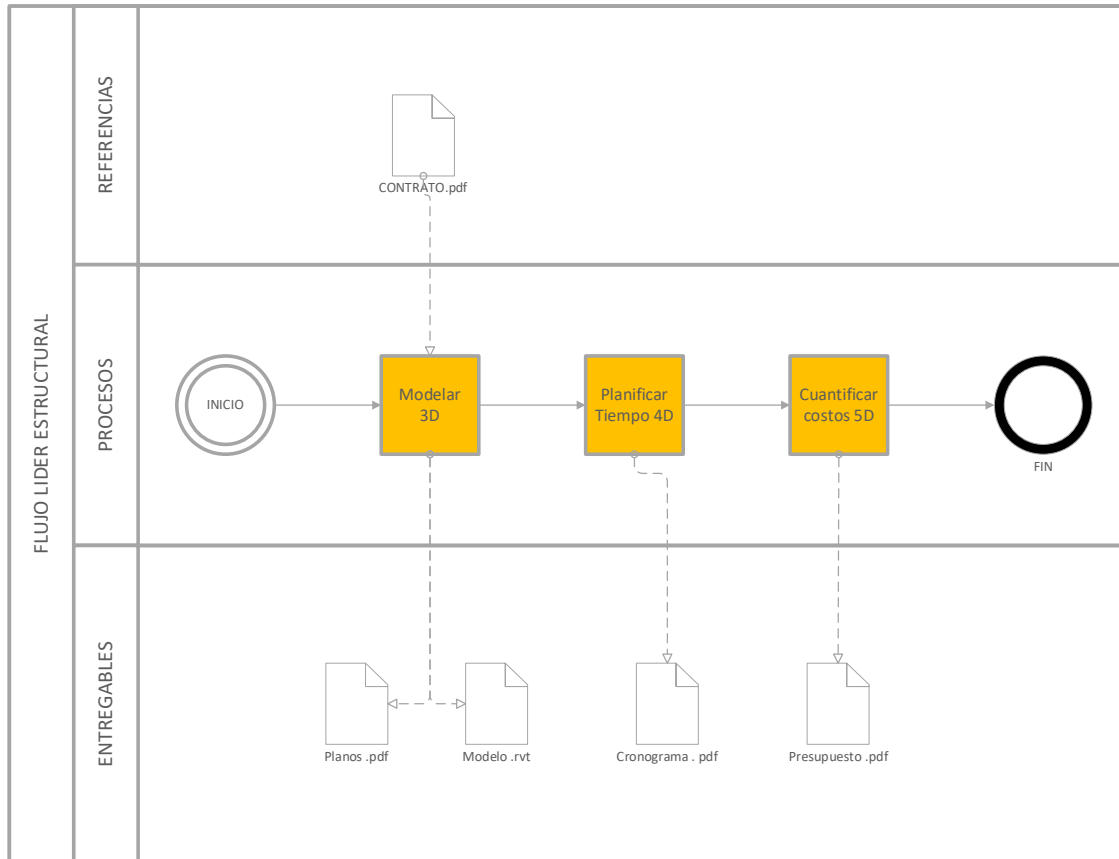 FLUJO LIDER ESTRUCTURAL
REFERENCIAS
CONTRATO.pdf
PROCESOS
INICIO
Modelar
3D
Planificar
Tiempo 4D
Cuantificar
costos 5D
FIN
ENTREGABLES
Planos .pdf
Modelo .rvt
Cronograma . pdf
Presupuesto .pdf